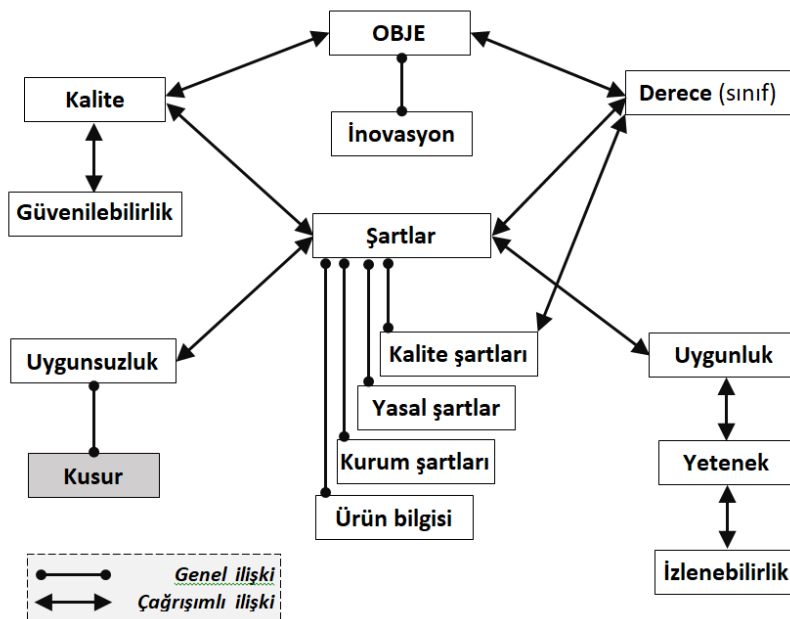 OBJE
Kalite
Derece (sınıf)
İnovasyon
Güvenilebilirlik
Şartlar
Uygunsuzluk
Kalite şartları
Uygunluk
Yasal şartlar
Kurum şartları
Yetenek
Kusur
Ürün bilgisi
İzlenebilirlik
Genel ilişki
Çağrışımlı ilişki